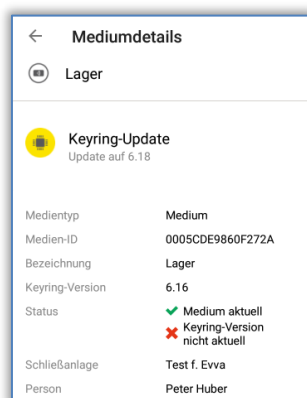 Mediumdetails
Lager
Keyring-Update
Update auf 6.18
Medientyp Medium
Medien-ID 0005CDE9860F272A
Bezeichnung Lager
Keyring-Version 6.16
Status Medium aktuell
Keyring-Version
nicht aktuell
Schließanlage Test f. Evva
Person Peter Huber